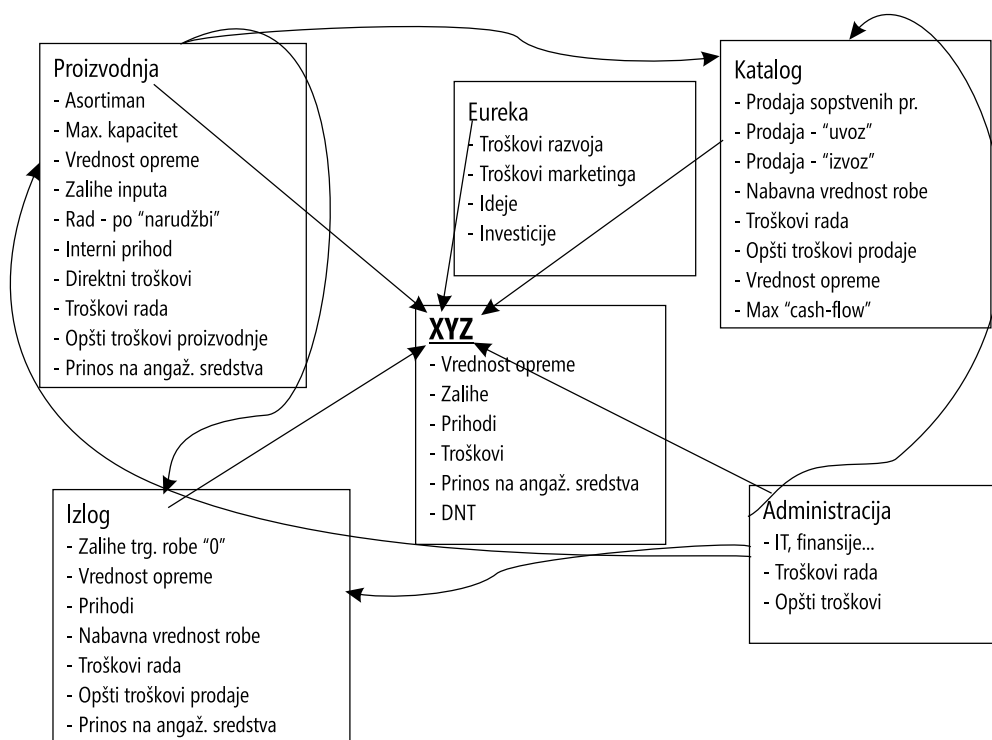 Proizvodnja
- Asortiman
- Max. kapacitet
- Vrednost opreme
- Zalihe inputa
- Rad - po “narudžbi”
- Interni prihod
- Direktni troškovi
- Troškovi rada
- Opšti troškovi proizvodnje
- Prinos na angaž. sredstva
Eureka
- Troškovi razvoja
- Troškovi marketinga
- Ideje
- Investicije
Katalog
- Prodaja sopstvenih pr.
- Prodaja - “uvoz”
- Prodaja - “izvoz”
- Nabavna vrednost robe
- Troškovi rada
- Opšti troškovi prodaje
- Vrednost opreme
- Max “cash-flow”
XYZ
- Vrednost opreme
- Zalihe
- Prihodi
- Troškovi
- Prinos na angaž. sredstva
- DNT
Izlog
- Zalihe trg. robe “0”
- Vrednost opreme
- Prihodi
- Nabavna vrednost robe
- Troškovi rada
- Opšti troškovi prodaje
- Prinos na angaž. sredstva
Administracija
- IT, finansije...
- Troškovi rada
- Opšti troškovi